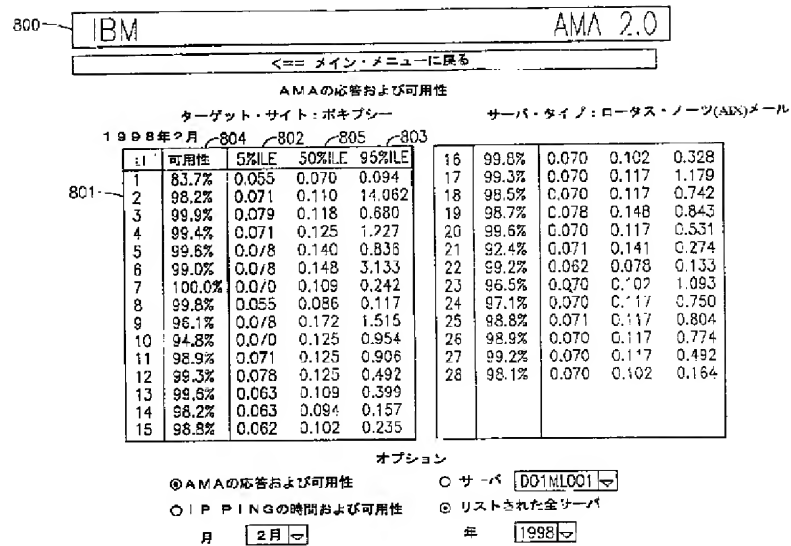 800
IBM AMA 2.0
<== メイン・メニューに戻る
AMAの応答および可用性
ターゲット・サイト：ポキプシー サーバ・タイプ：ロータス・ノーツ(AIX)メール
1998年2月 804 802 805 803
日 可用性 5%ILE 50%ILE 95%ILE
801
1 83.7% 0.055 0.070 0.094
2 98.2% 0.071 0.110 14.062
3 99.9% 0.079 0.118 0.680
4 99.4% 0.071 0.125 1.227
5 99.6% 0.078 0.140 0.836
6 99.0% 0.078 0.148 3.133
7 100.0% 0.070 0.109 0.242
8 99.8% 0.055 0.086 0.117
9 96.1% 0.078 0.172 1.515
10 94.8% 0.070 0.125 0.954
11 98.9% 0.071 0.125 0.906
12 99.3% 0.078 0.125 0.492
13 99.6% 0.063 0.109 0.399
14 98.2% 0.063 0.094 0.157
15 98.8% 0.062 0.102 0.235
16 99.8% 0.070 0.102 0.328
17 99.3% 0.070 0.117 1.179
18 98.5% 0.070 0.117 0.742
19 98.7% 0.078 0.148 0.843
20 99.6% 0.070 0.117 0.531
21 92.4% 0.071 0.141 0.274
22 99.2% 0.062 0.078 0.133
23 96.5% 0.070 0.102 1.093
24 97.1% 0.070 0.117 0.750
25 98.8% 0.071 0.117 0.804
26 98.9% 0.070 0.117 0.774
27 99.2% 0.070 0.117 0.492
28 98.1% 0.070 0.102 0.164
オプション
AMAの応答および可用性 サーバ D01ML001
IP PINGの時間および可用性 リストされた全サーバ
月 2月 年 1998